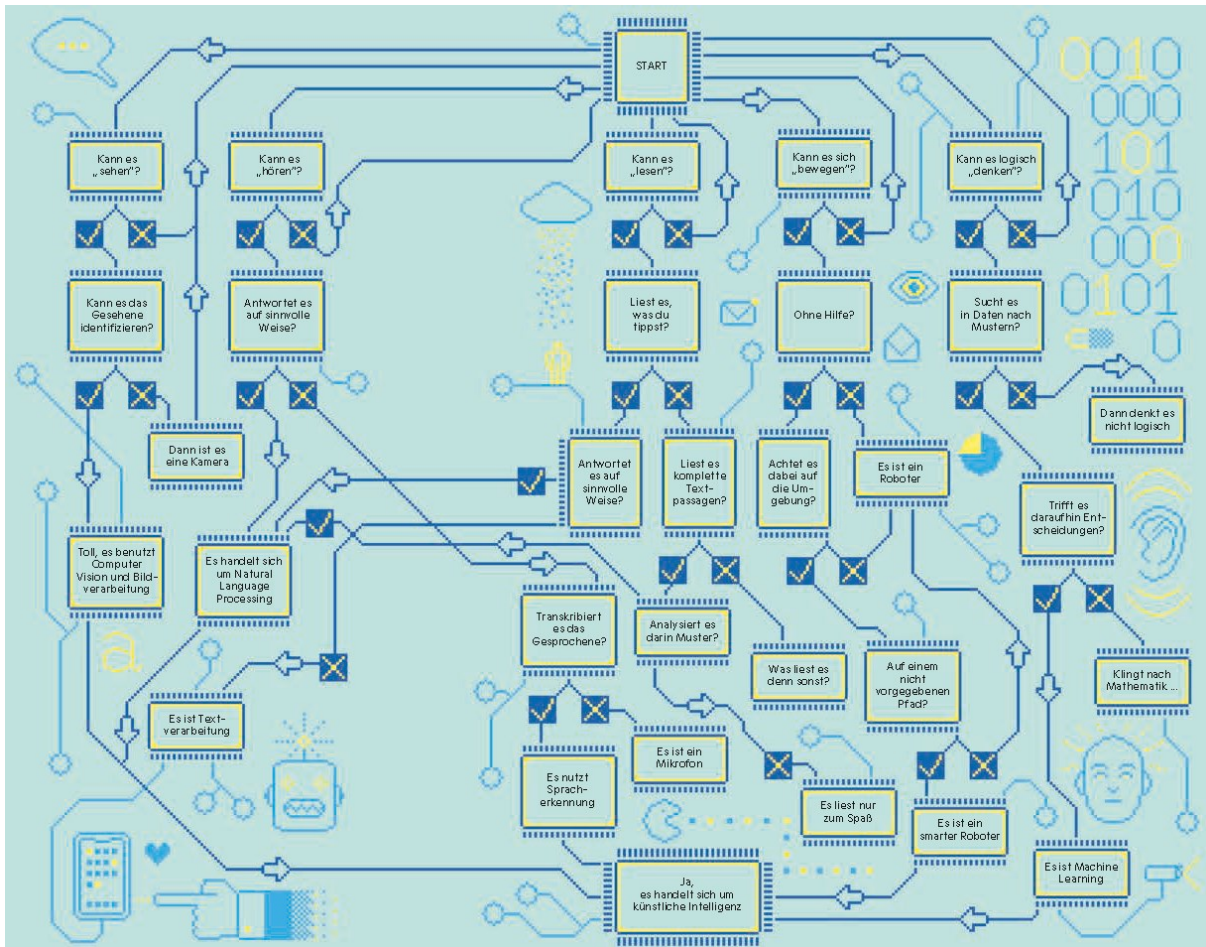 START
Kann es
„sehen“?
Kann es
„hören“?
Kann es
„lesen“?
Kann es sich
„bewegen“?
Kann es logisch
„denken“?
Kann es das
Gesehene
identifizieren?
Antwortet es
auf sinnvolle
Weise?
Liest es,
was du
tippst?
Ohne Hilfe?
Sucht es
in Daten nach
Mustern?
Dann ist es
eine Kamera
Antwortet
es auf
sinnvolle
Weise?
Liest es
komplette
Text-
passagen?
Achtet es
dabei auf
die Um-
gebung?
Es ist ein
Roboter
Dann denkt es
nicht logisch
Trifft es
daraufhin Ent-
scheidungen?
Toll, es benutzt
Computer
Vision und Bild-
verarbeitung
Es handelt sich
um Natural
Language
Processing
Transkribiert
es das
Gesprochene?
Analysiert es
darin Muster?
Was liest es
denn sonst?
Auf einem
nicht
vorgegebenen
Pfad?
Klingt nach
Mathematik ...
Es ist Text-
verarbeitung
Es ist ein
Mikrofon
Es nutzt
Sprach-
erkennung
Es liest nur
zum Spaß
Es ist ein
smarter Roboter
Es ist Machine
Learning
Ja,
es handelt sich um
künstliche Intelligenz
0010
000
101
010
000
0101
0
a